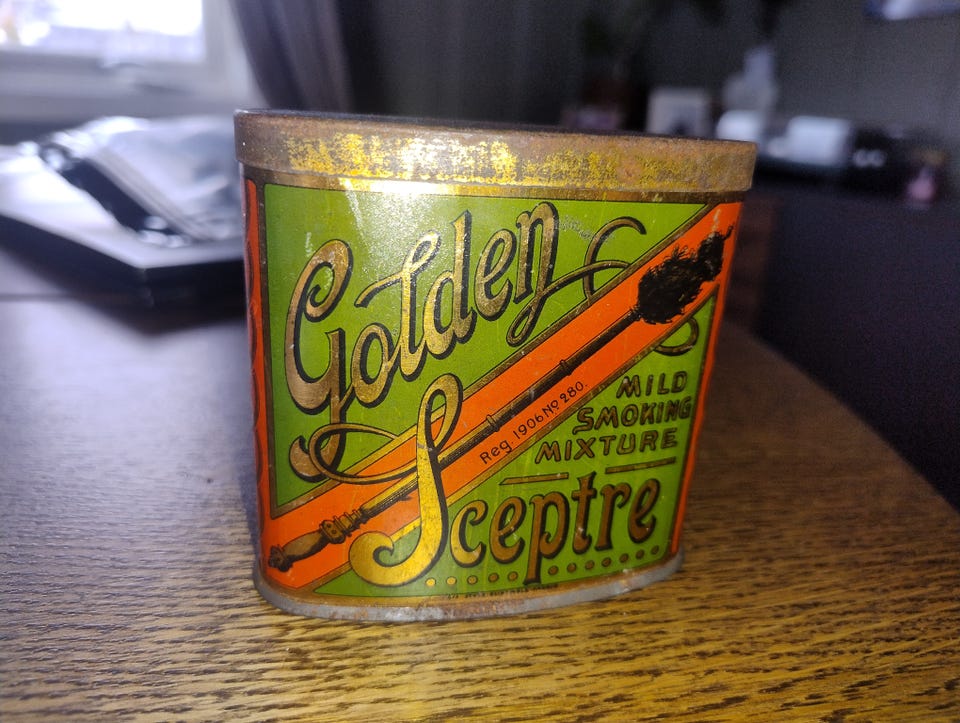 Golden
Sceptre
Reg. 1906 Nº 280.
MILD
SMOKING
MIXTURE